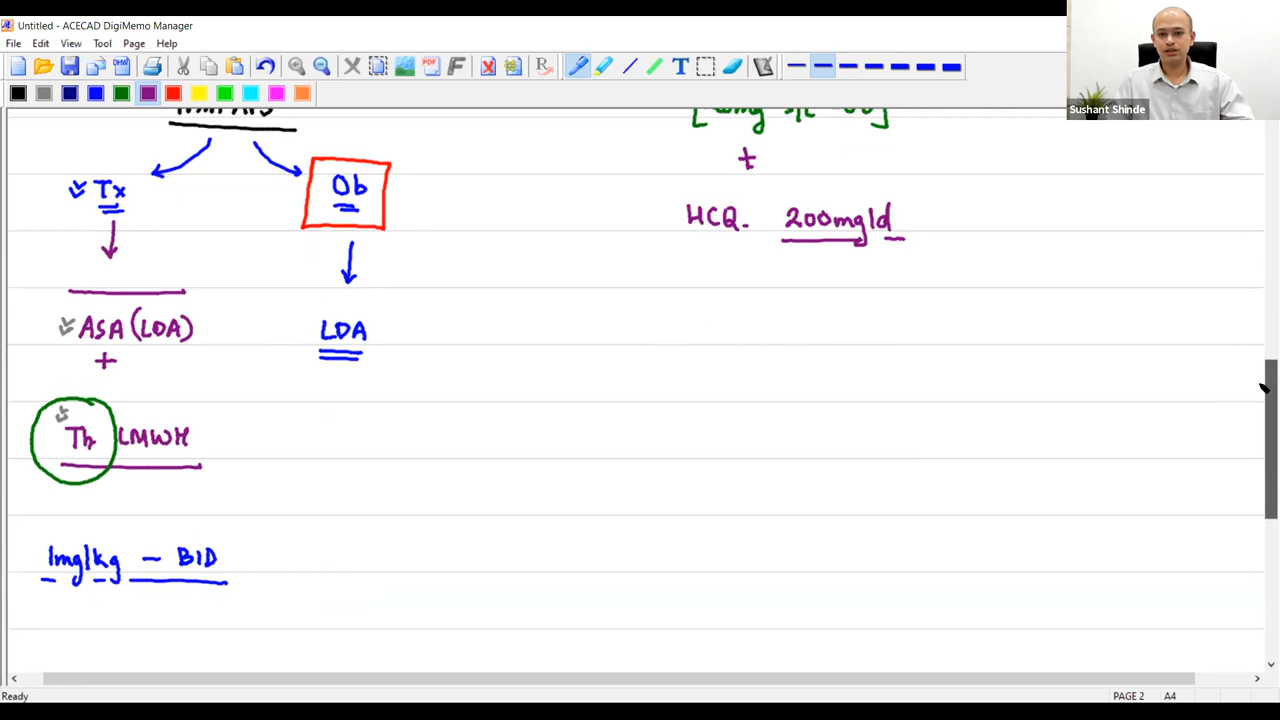 Untitled - ACECAD DigiMemo Manager
File Edit View Tool Page Help
Sushant Shinde
+
HCQ. 200mg/d
Tx
Ob
ASA (LDA)
+
LDA
Th LMWH
1mg/kg - BID
Ready
PAGE 2 A4